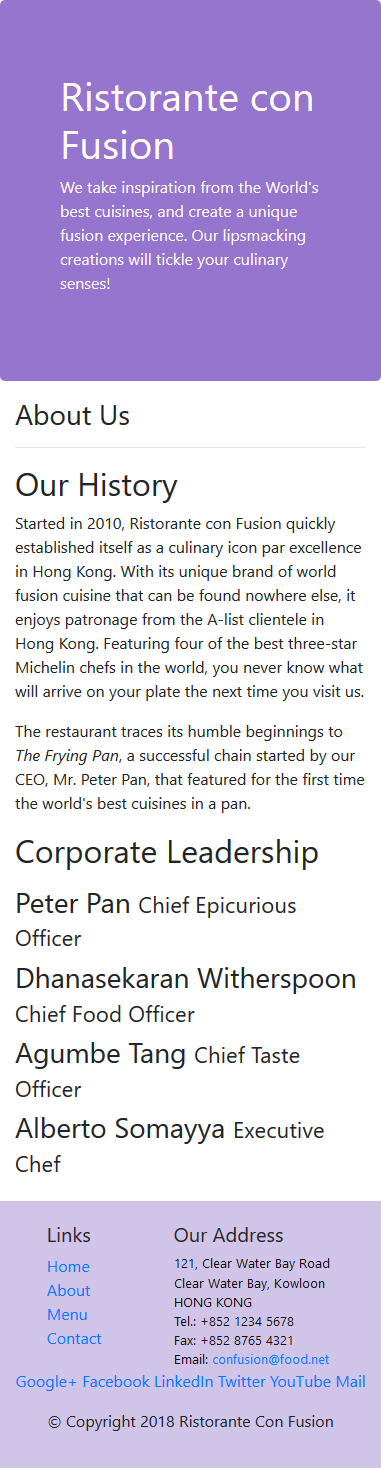 Ristorante con
Fusion
We take inspiration from the World's
best cuisines, and create a unique
fusion experience. Our lipsmacking
creations will tickle your culinary
senses!
About Us
Our History
Started in 2010, Ristorante con Fusion quickly
established itself as a culinary icon par excellence
in Hong Kong. With its unique brand of world
fusion cuisine that can be found nowhere else, it
enjoys patronage from the A-list clientele in
Hong Kong. Featuring four of the best three-star
Michelin chefs in the world, you never know what
will arrive on your plate the next time you visit us.
The restaurant traces its humble beginnings to
The Frying Pan, a successful chain started by our
CEO, Mr. Peter Pan, that featured for the first time
the world's best cuisines in a pan.
Corporate Leadership
Peter Pan Chief Epicurious
Officer
Dhanasekaran Witherspoon
Chief Food Officer
Agumbe Tang Chief Taste
Officer
Alberto Somayya Executive
Chef
Links
Home
About
Menu
Contact
Our Address
121, Clear Water Bay Road
Clear Water Bay, Kowloon
HONG KONG
Tel.: +852 1234 5678
Fax: +852 8765 4321
Email: confusion@food.net
Google+ Facebook LinkedIn Twitter YouTube Mail
© Copyright 2018 Ristorante Con Fusion